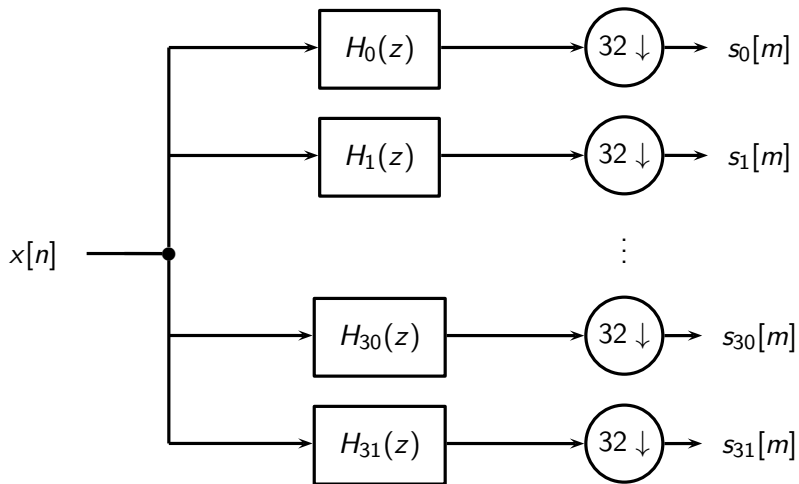 H₀(z) 32 ↓ s₀[m]
H₁(z) 32 ↓ s₁[m]
x[n] ⋮
H₃₀(z) 32 ↓ s₃₀[m]
H₃₁(z) 32 ↓ s₃₁[m]